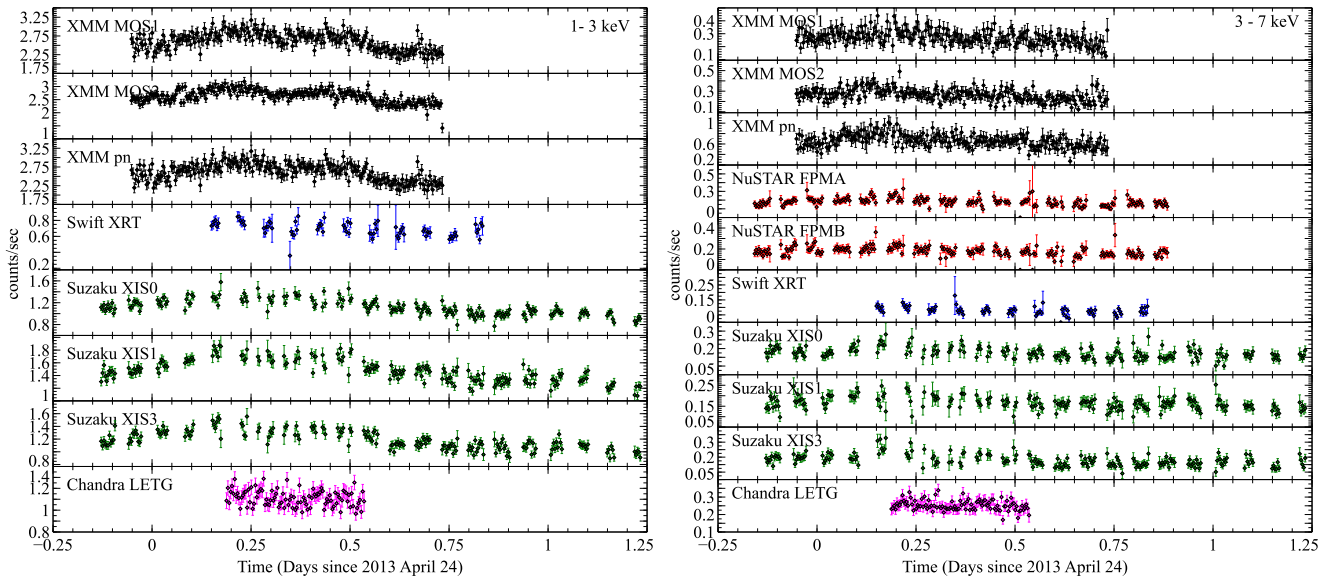 1- 3 keV
counts/sec
XMM MOS1
3.25
2.75
2.25
1.75
XMM MOS2
3
2.5
2
1
XMM pn
3.25
2.75
2.25
1.75
Swift XRT
0.8
0.6
0.2
Suzaku XIS0
1.6
1.2
0.8
Suzaku XIS1
1.8
1.4
1
Suzaku XIS3
1.6
1.2
0.8
Chandra LETG
1.4
1.2
1
0.8
−0.25 0 0.25 0.5 0.75 1 1.25
Time (Days since 2013 April 24)
3 - 7 keV
counts/sec
XMM MOS1
0.4
0.3
0.1
XMM MOS2
0.5
0.3
0.1
XMM pn
1
0.6
0.2
NuSTAR FPMA
0.5
0.3
0
NuSTAR FPMB
0.4
0.2
0
Swift XRT
0.25
0.15
0
Suzaku XIS0
0.3
0.2
0.05
Suzaku XIS1
0.25
0.15
0.05
Suzaku XIS3
0.3
0.2
0.05
Chandra LETG
0.3
0.2
0.1
−0.25 0 0.25 0.5 0.75 1 1.25
Time (Days since 2013 April 24)